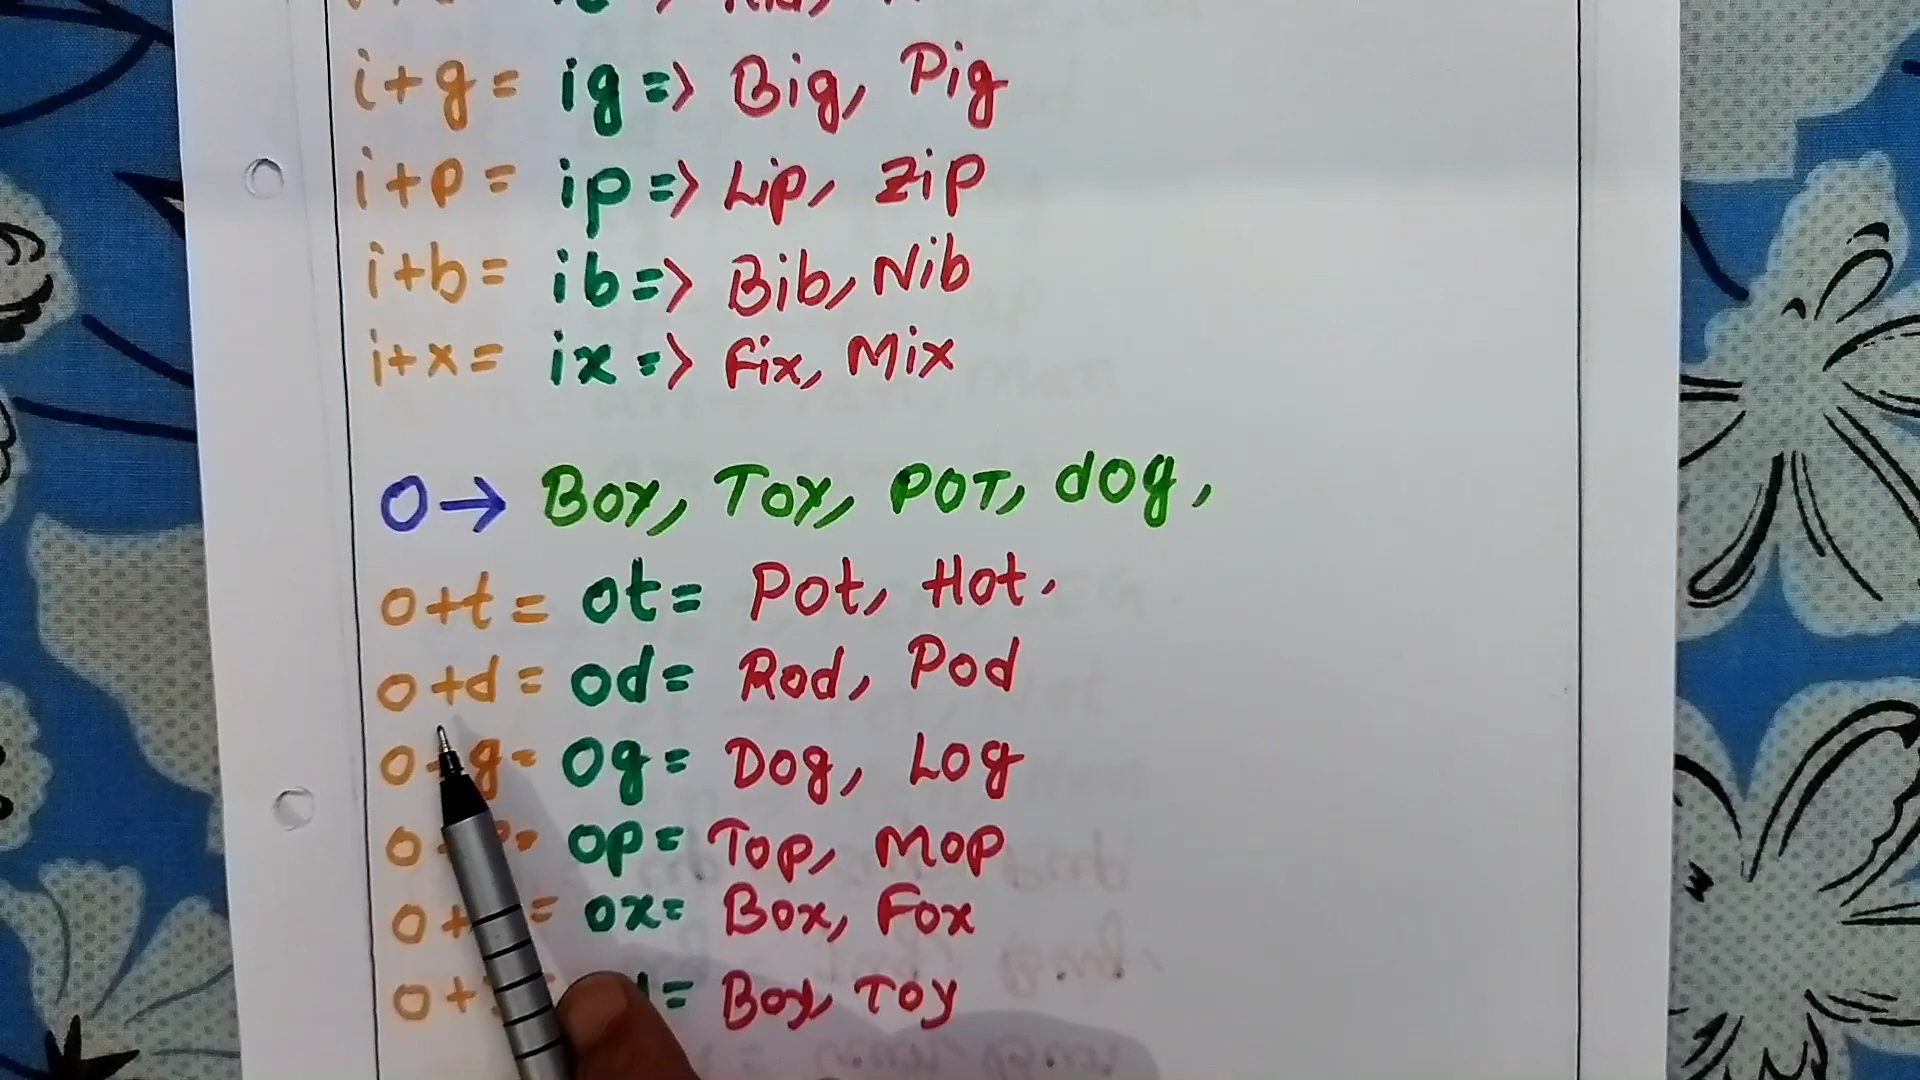 i+g= ig=> Big, Pig
i+p= ip=> Lip, Zip
i+b= ib=> Bib, Nib
i+x= ix=> Fix, Mix
O→ Boy, Toy, POT, dog,
o+t= ot= Pot, Hot.
o+d= od= Rod, Pod
o+g= og= Dog, Log
o op= Top, Mop
o+ = ox= Box, Fox
o+ = Boy, Toy